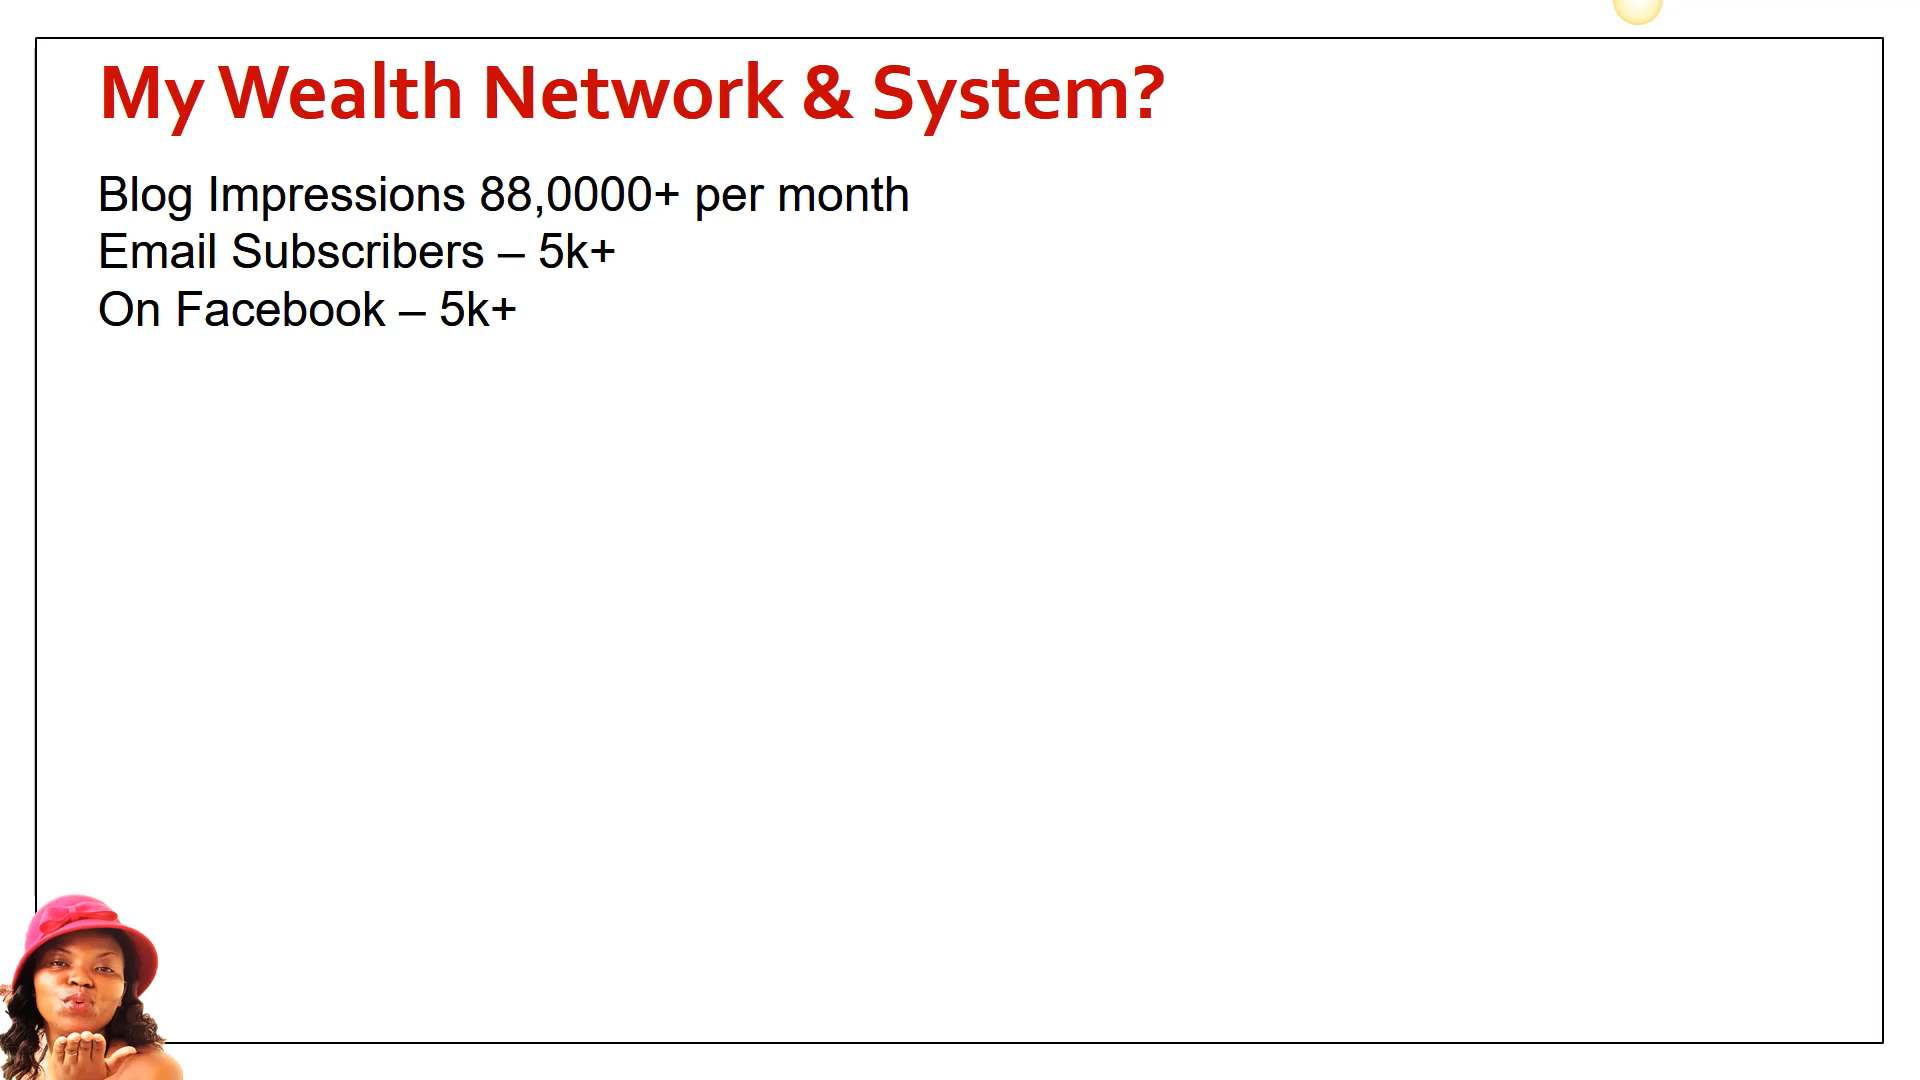 My Wealth Network & System?
Blog Impressions 88,0000+ per month
Email Subscribers – 5k+
On Facebook – 5k+